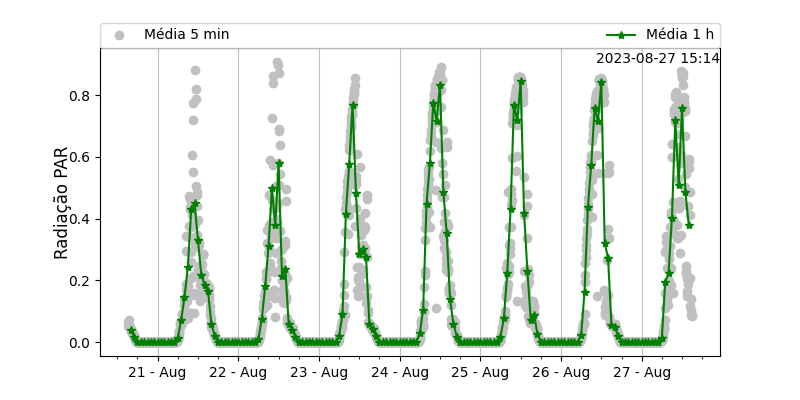 Média 5 min
Média 1 h
2023-08-27 15:14
Radiação PAR
0.8
0.6
0.4
0.2
0.0
21 - Aug
22 - Aug
23 - Aug
24 - Aug
25 - Aug
26 - Aug
27 - Aug